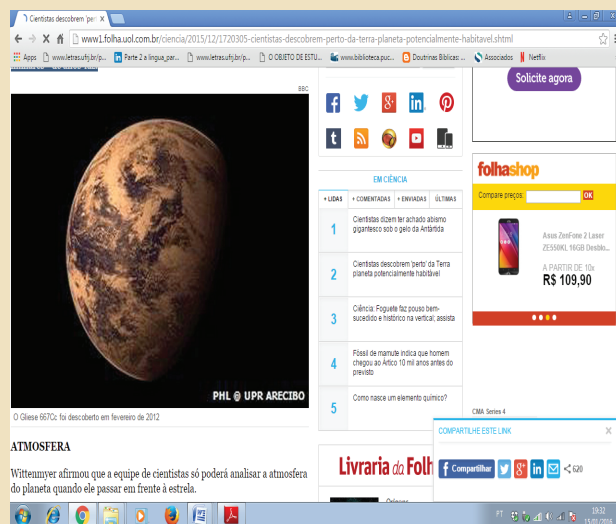 Cientistas descobrem 'per
www1.folha.uol.com.br/ciencia/2015/12/1720305-cientistas-descobrem-perto-da-terra-planeta-potencialmente-habitavel.shtml
Apps www.letras.ufrj.br/p... Parte 2 a lingua_par... www.letras.ufrj.br/p... O OBJETO DE ESTU... www.biblioteca.puc... Doutrinas Bíblicas: ... Associados Netflix
BBC
PHL @ UPR ARECIBO
O Gliese 667Cc foi descoberto em fevereiro de 2012
ATMOSFERA
Wittenmyer afirmou que a equipe de cientistas só poderá analisar a atmosfera
do planeta quando ele passar em frente à estrela.
EM CIÊNCIA
+ LIDAS + COMENTADAS + ENVIADAS ÚLTIMAS
1
Cientistas dizem ter achado abismo
gigantesco sob o gelo da Antártida
2
Cientistas descobrem 'perto' da Terra
planeta potencialmente habitável
3
Ciência: Foguete faz pouso bem-
sucedido e histórico na vertical; assista
4
Fóssil de mamute indica que homem
chegou ao Ártico 10 mil anos antes do
previsto
5
Como nasce um elemento químico?
Livraria da Folh
Solicite agora
folhashop
Compare preços: OK
Asus ZenFone 2 Laser
ZE550KL 16GB Desblo...
A PARTIR DE 10x
R$ 109,90
CMA Series 4
COMPARTILHE ESTE LINK
Compartilhar 620
PT 19:32